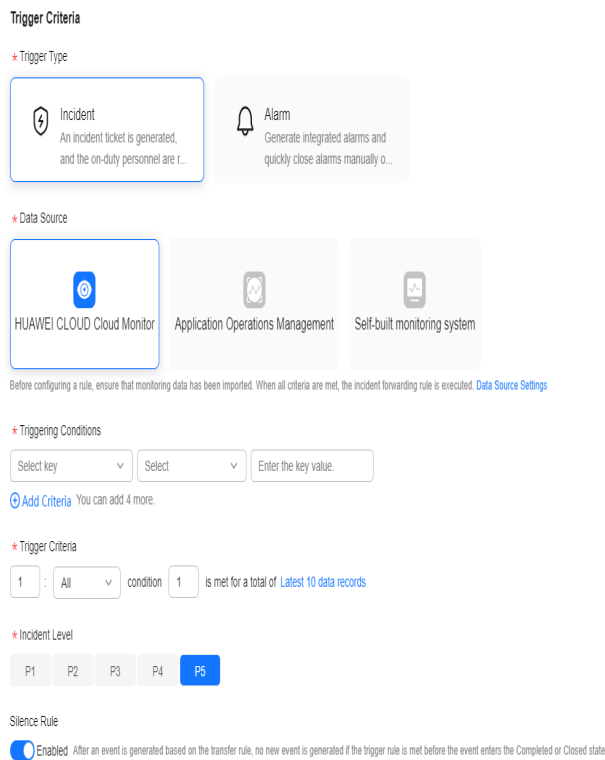 Trigger Criteria
* Trigger Type
Incident
An incident ticket is generated,
and the on-duty personnel are r...
Alarm
Generate integrated alarms and
quickly close alarms manually o...
* Data Source
HUAWEI CLOUD Cloud Monitor
Application Operations Management
Self-built monitoring system
Before configuring a rule, ensure that monitoring data has been imported. When all criteria are met, the incident forwarding rule is executed. Data Source Settings
* Triggering Conditions
Select key Select Enter the key value.
Add Criteria You can add 4 more.
* Trigger Criteria
1 : All condition 1 is met for a total of Latest 10 data records
* Incident Level
P1 P2 P3 P4 P5
Silence Rule
Enabled After an event is generated based on the transfer rule, no new event is generated if the trigger rule is met before the event enters the Completed or Closed state